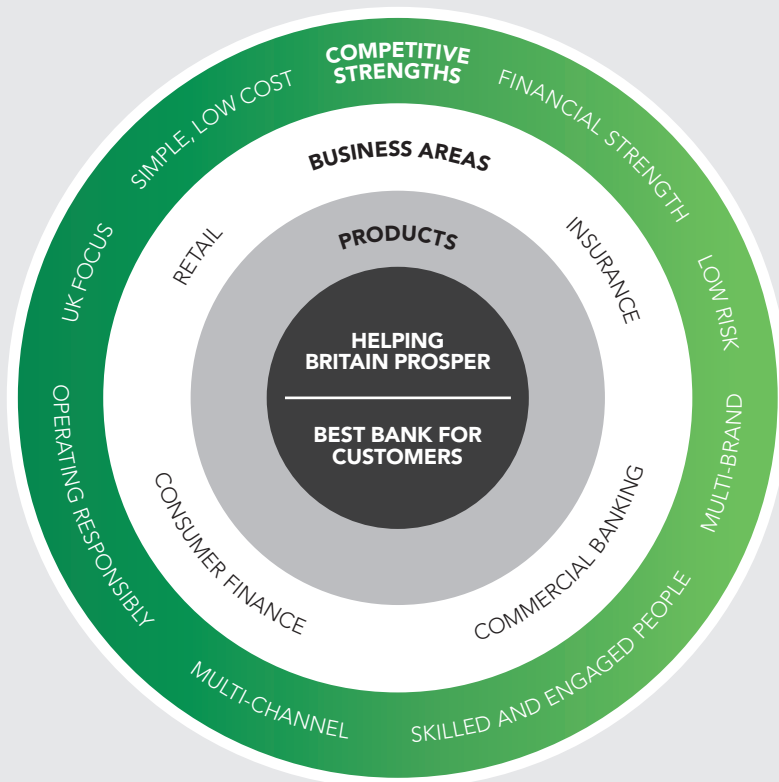 COMPETITIVE
STRENGTHS
FINANCIAL STRENGTH
LOW RISK
MULTI-BRAND
SKILLED AND ENGAGED PEOPLE
MULTI-CHANNEL
OPERATING RESPONSIBLY
UK FOCUS
SIMPLE, LOW COST
BUSINESS AREAS
INSURANCE
COMMERCIAL BANKING
CONSUMER FINANCE
RETAIL
PRODUCTS
HELPING
BRITAIN PROSPER
BEST BANK FOR
CUSTOMERS